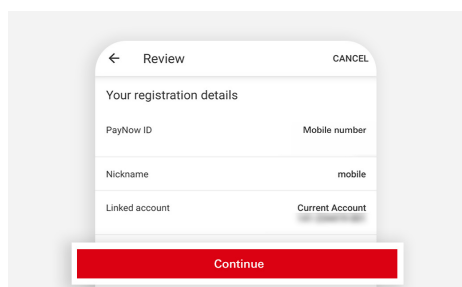 Review CANCEL
Your registration details
PayNow ID Mobile number
Nickname mobile
Linked account Current Account
Continue